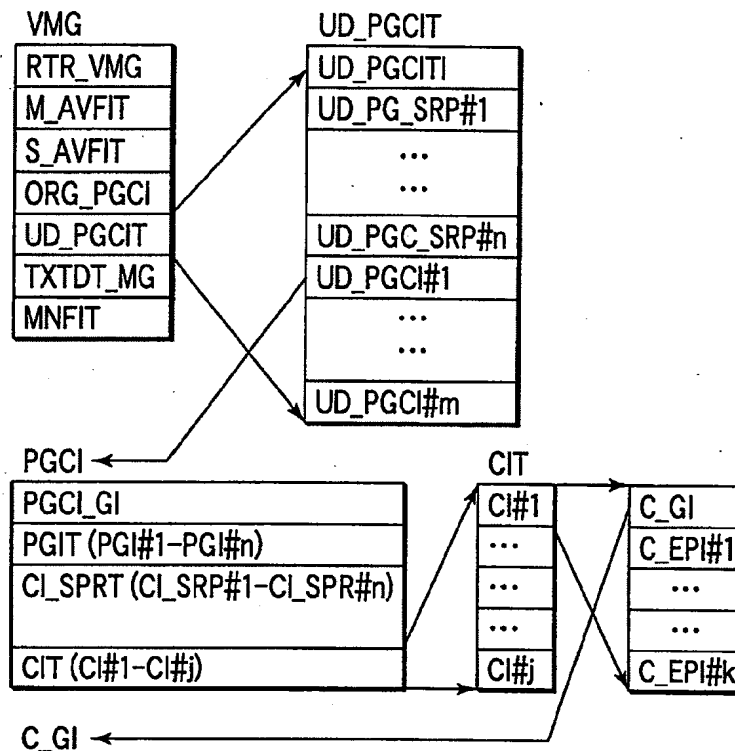 VMG
RTR_VMG
M_AVFIT
S_AVFIT
ORG_PGCI
UD_PGCIT
TXTDT_MG
MNFIT
UD_PGCIT
UD_PGCITI
UD_PG_SRP#1
...
...
UD_PGC_SRP#n
UD_PGCI#1
...
...
UD_PGCI#m
PGCI
PGCI_GI
PGIT (PGI#1-PGI#n)
CI_SPRT (CI_SRP#1-CI_SPR#n)
CIT (CI#1-CI#j)
CIT
CI#1
...
...
...
CI#j
C_GI
C_EPI#1
...
...
C_EPI#k
C_GI